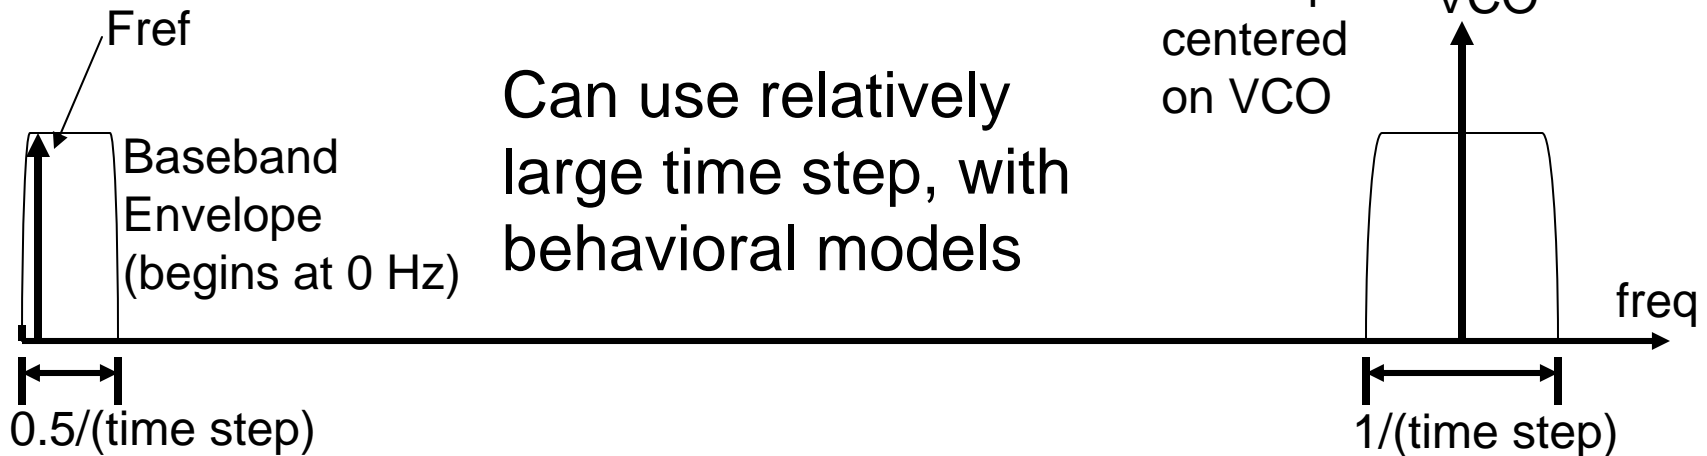 Fref
Baseband
Envelope
(begins at 0 Hz)
Can use relatively
large time step, with
behavioral models
centered
on VCO
VCO
freq
0.5/(time step)
1/(time step)